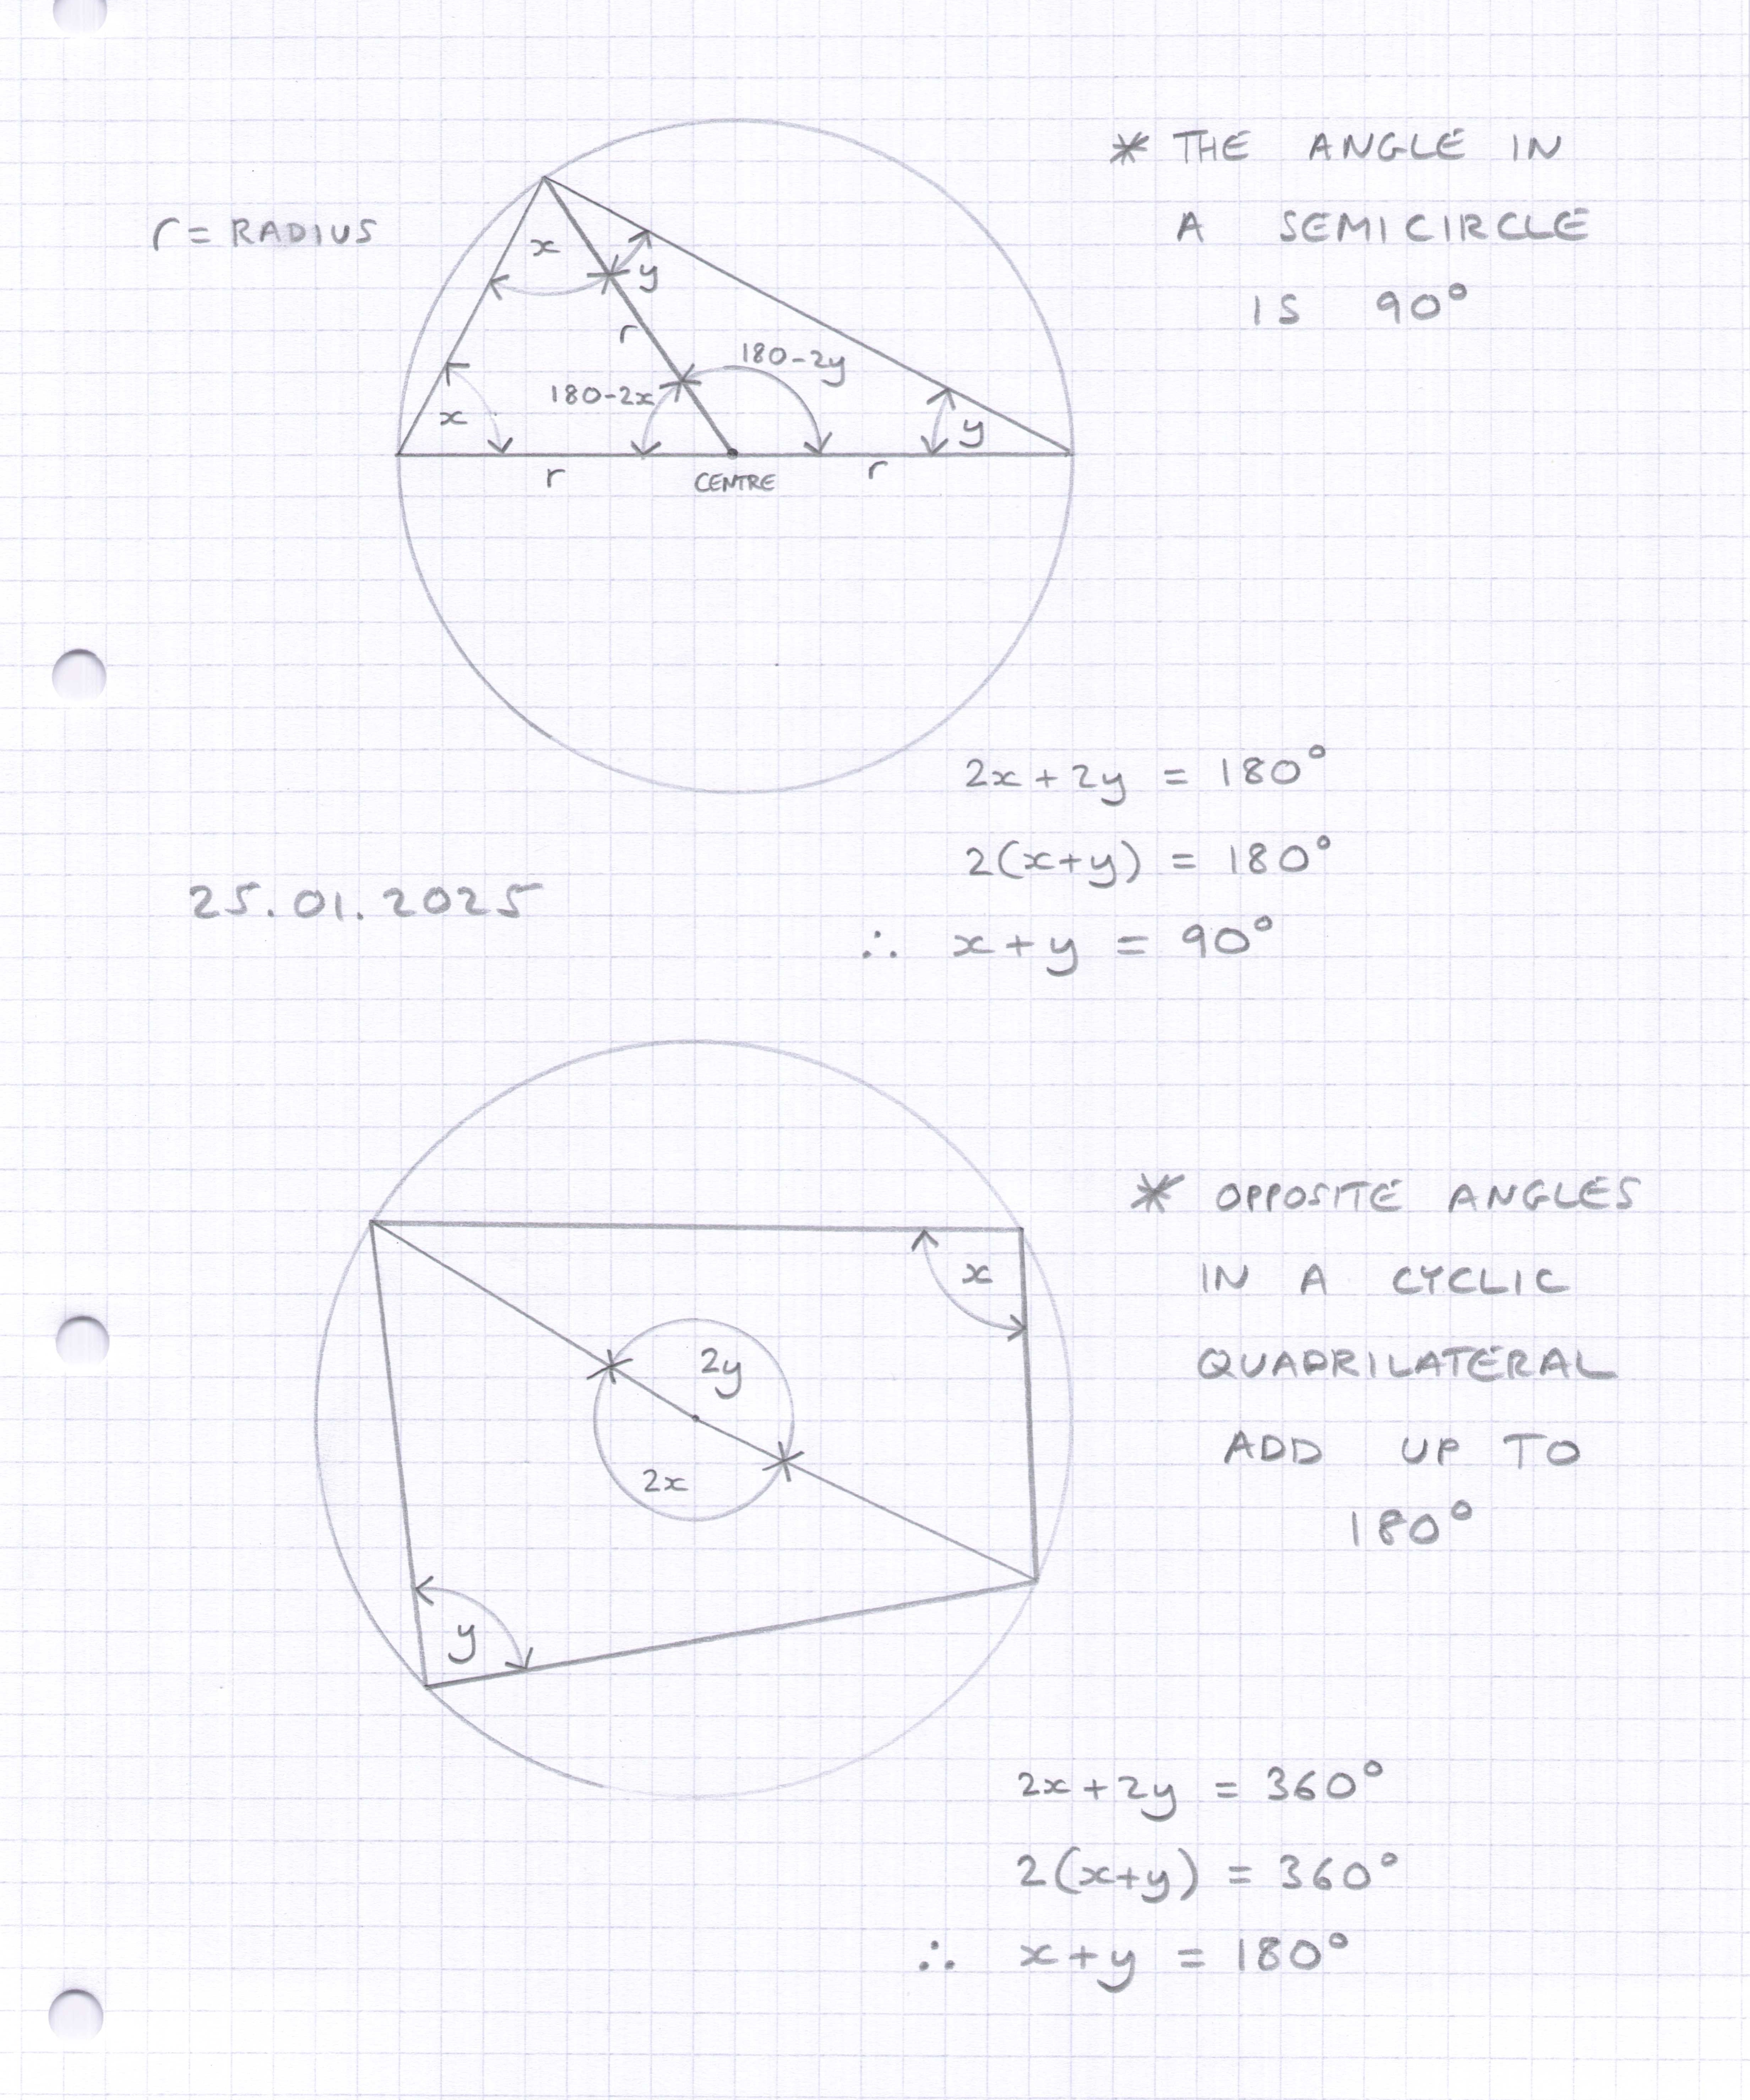 * THE ANGLE IN
A SEMICIRCLE
IS 90°
r = RADIUS
x
y
r
180-2y
180-2x
x
y
r
r
CENTRE
2x + 2y = 180°
2(x+y) = 180°
25.01.2025
∴ x + y = 90°
* OPPOSITE ANGLES
IN A CYCLIC
QUADRILATERAL
ADD UP TO
180°
x
2y
2x
y
2x + 2y = 360°
2(x+y) = 360°
∴ x + y = 180°